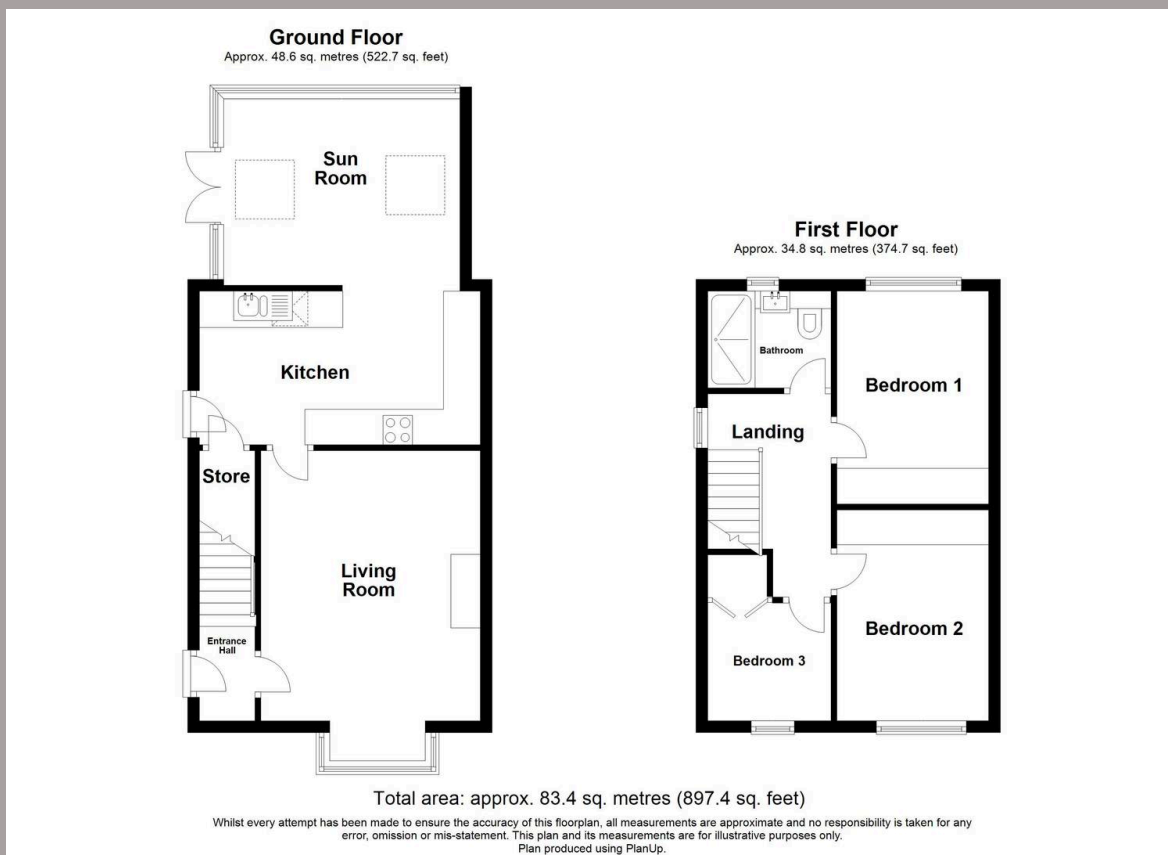 Ground Floor
Approx. 48.6 sq. metres (522.7 sq. feet)
Sun
Room
Kitchen
Store
Living
Room
Entrance
Hall
First Floor
Approx. 34.8 sq. metres (374.7 sq. feet)
Bathroom
Bedroom 1
Landing
Bedroom 2
Bedroom 3
Total area: approx. 83.4 sq. metres (897.4 sq. feet)
Whilst every attempt has been made to ensure the accuracy of this floorplan, all measurements are approximate and no responsibility is taken for any
error, omission or mis-statement. This plan and its measurements are for illustrative purposes only.
Plan produced using PlanUp.